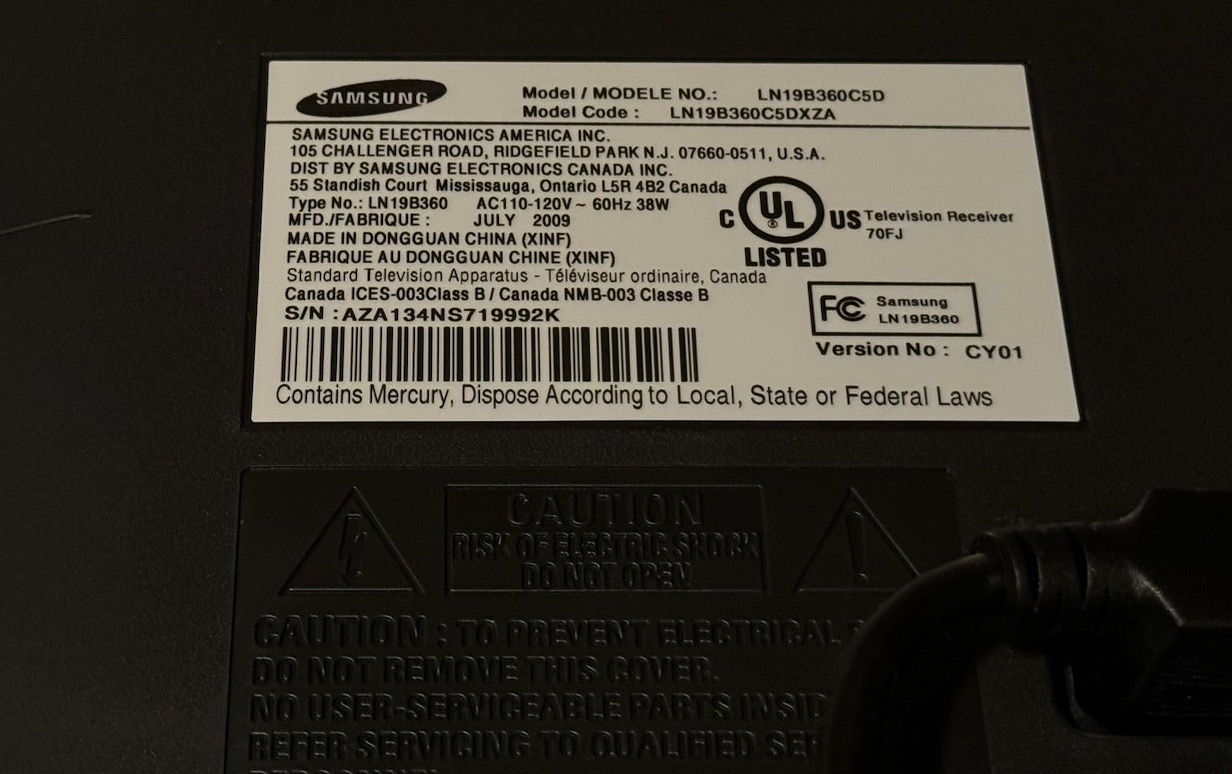 SAMSUNG
Model / MODELE NO.: LN19B360C5D
Model Code : LN19B360C5DXZA
SAMSUNG ELECTRONICS AMERICA INC.
105 CHALLENGER ROAD, RIDGEFIELD PARK N.J. 07660-0511, U.S.A.
DIST BY SAMSUNG ELECTRONICS CANADA INC.
55 Standish Court Mississauga, Ontario L5R 4B2 Canada
Type No.: LN19B360 AC110-120V ~ 60Hz 38W
MFD./FABRIQUE : JULY 2009
MADE IN DONGGUAN CHINA (XINF)
FABRIQUE AU DONGGUAN CHINE (XINF)
Standard Television Apparatus - Téléviseur ordinaire, Canada
Canada ICES-003Class B / Canada NMB-003 Classe B
S/N : AZA134NS719992K
C UL ® US
LISTED
Television Receiver
70FJ
FC Samsung
LN19B360
Version No : CY01
Contains Mercury, Dispose According to Local, State or Federal Laws
CAUTION
RISK OF ELECTRIC SHOCK
DO NOT OPEN
CAUTION : TO PREVENT ELECTRICAL
DO NOT REMOVE THIS COVER.
NO USER-SERVICEABLE PARTS
REFER SERVICING TO QUALIFIED